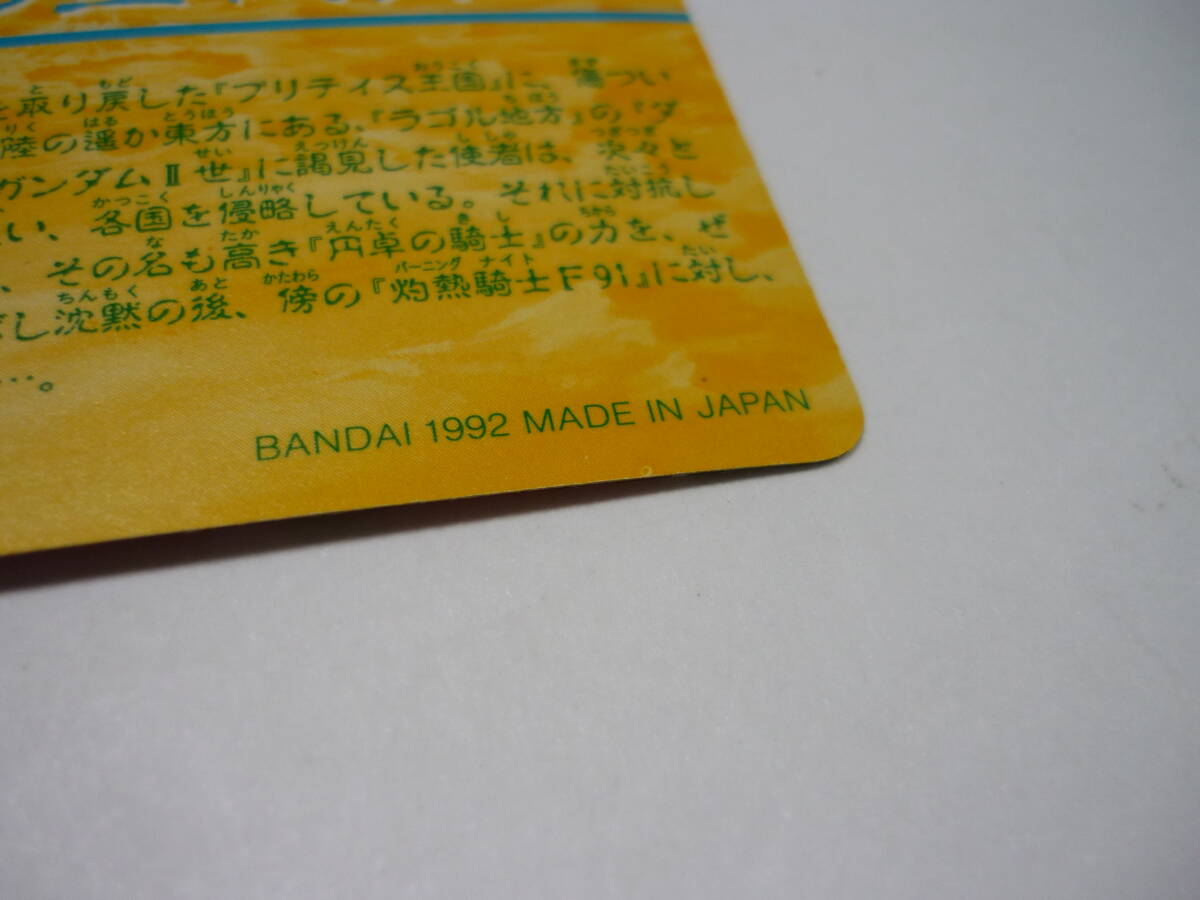 を取り戻した『ブリティス王国』に、傷つい
陸の遥か東方にある、『ラゴル地方』の『ダ
ガンダムⅡ世』に謁見した使者は、次々と
い、各国を侵略している。それに対抗し
、その名も高き『円卓の騎士』の力を、ぜ
し沈黙の後、傍の『灼熱騎士F91』に対し、
…。
BANDAI 1992 MADE IN JAPAN